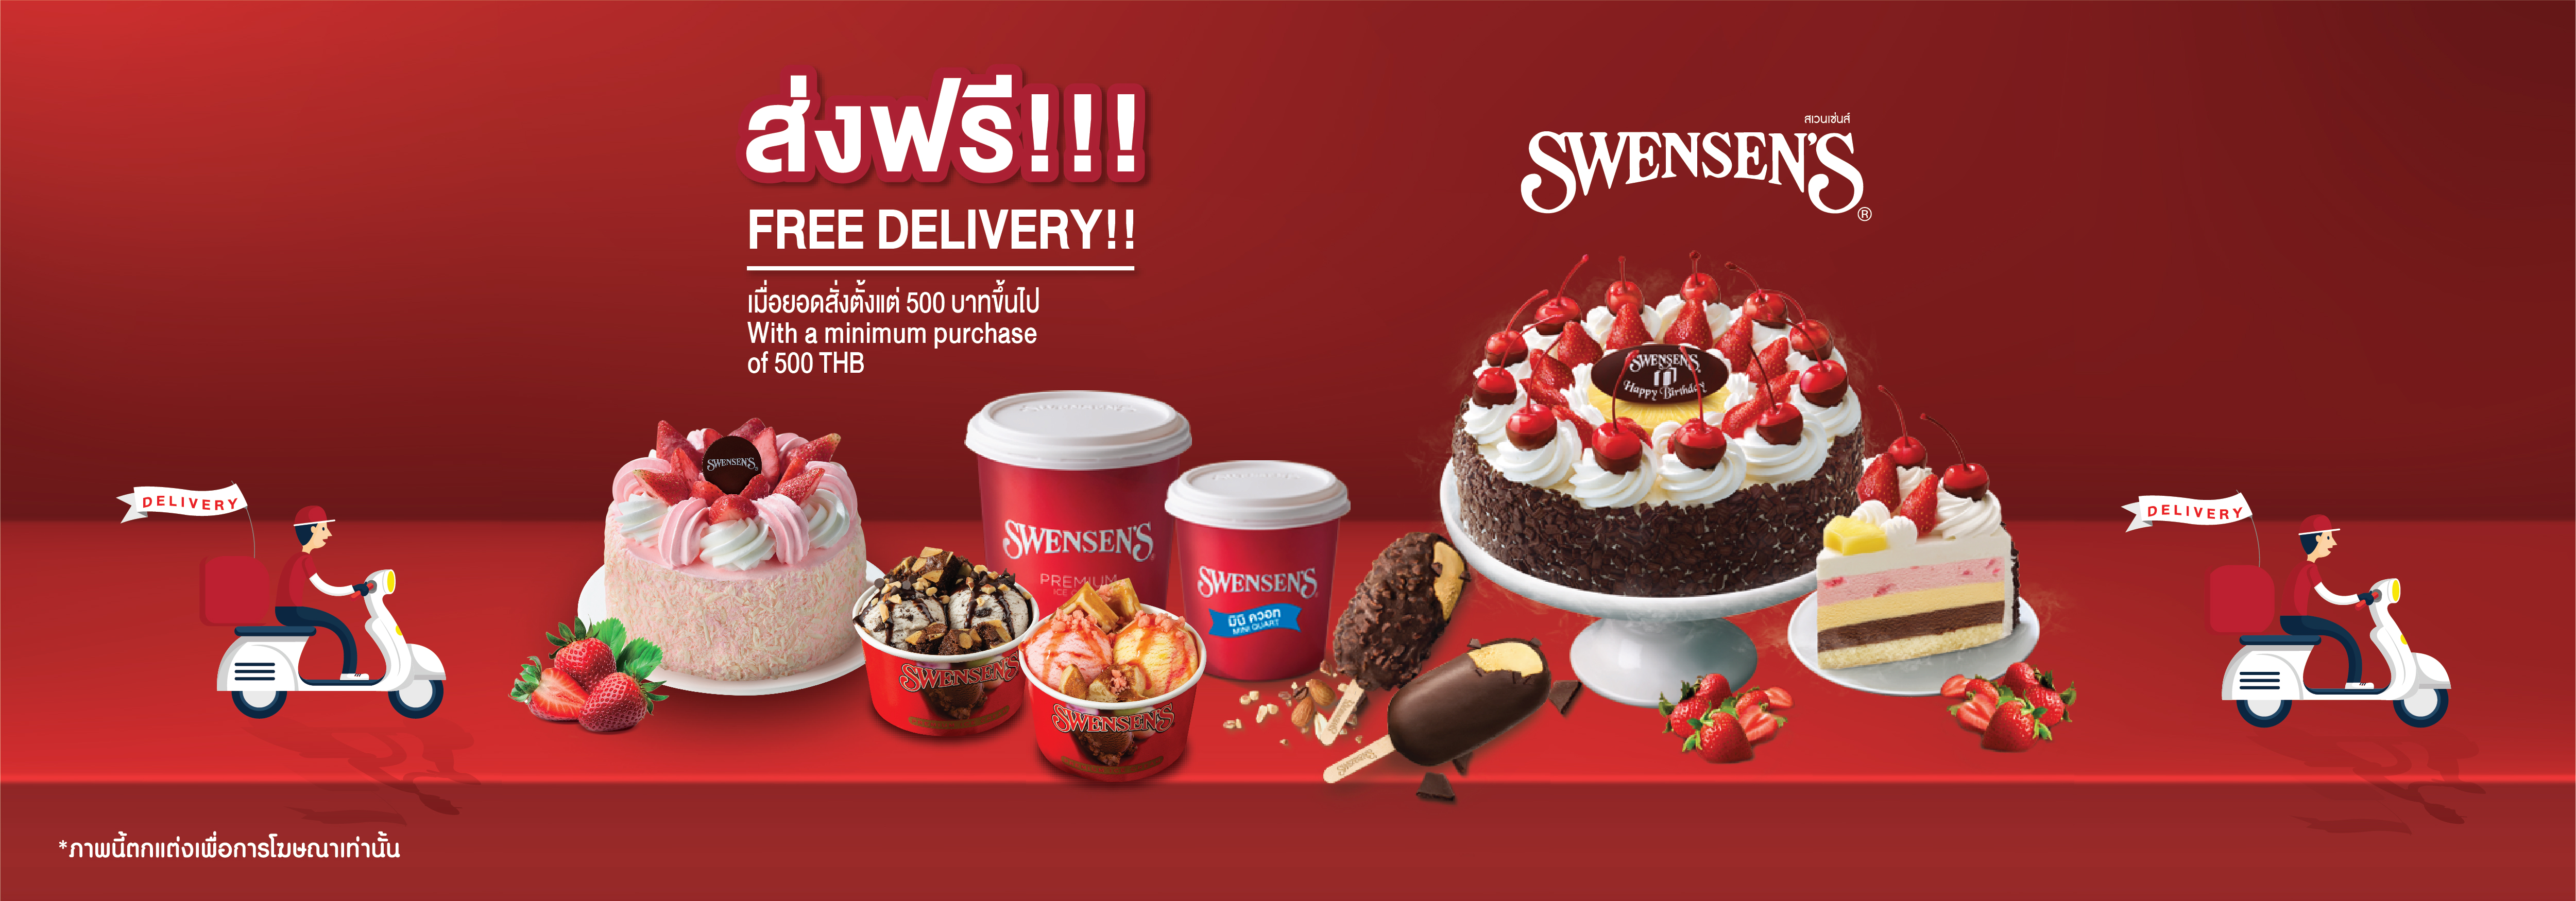 ส่งฟรี!!!
FREE DELIVERY!!
เมื่อยอดสั่งตั้งแต่ 500 บาทขึ้นไป
With a minimum purchase
of 500 THB
สเวนเซ่นส์
SWENSEN'S®
SWENSEN'S
Happy Birthday
SWENSEN'S
SWENSEN'S
PREMIUM
ICE
SWENSEN'S
มินิ ควอท
MINI QUART
SWENSEN'S
SWENSEN'S
SWENSEN'S
DELIVERY
DELIVERY
*ภาพนี้ตกแต่งเพื่อการโฆษณาเท่านั้น